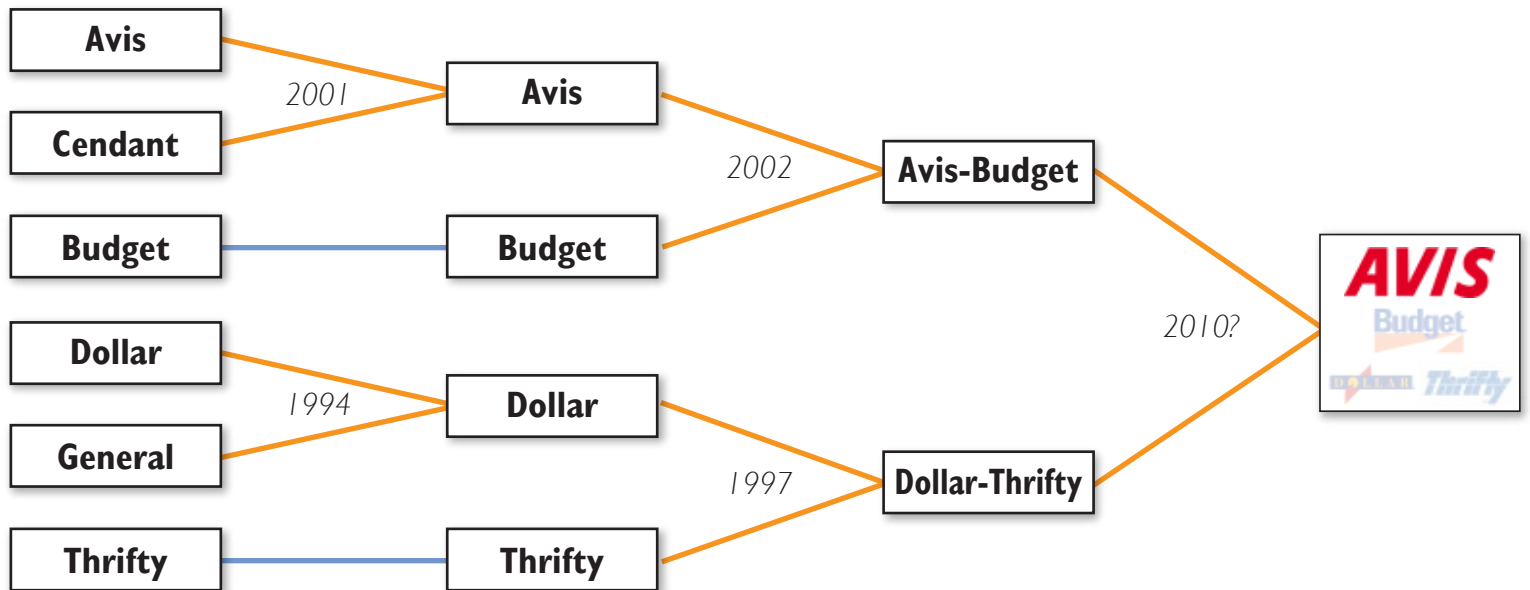 Avis
Cendant
Budget
Dollar
General
Thrifty
2001
1994
Avis
Budget
Dollar
Thrifty
2002
1997
Avis-Budget
Dollar-Thrifty
2010?
AVIS
Budget
DOLLAR Thrifty